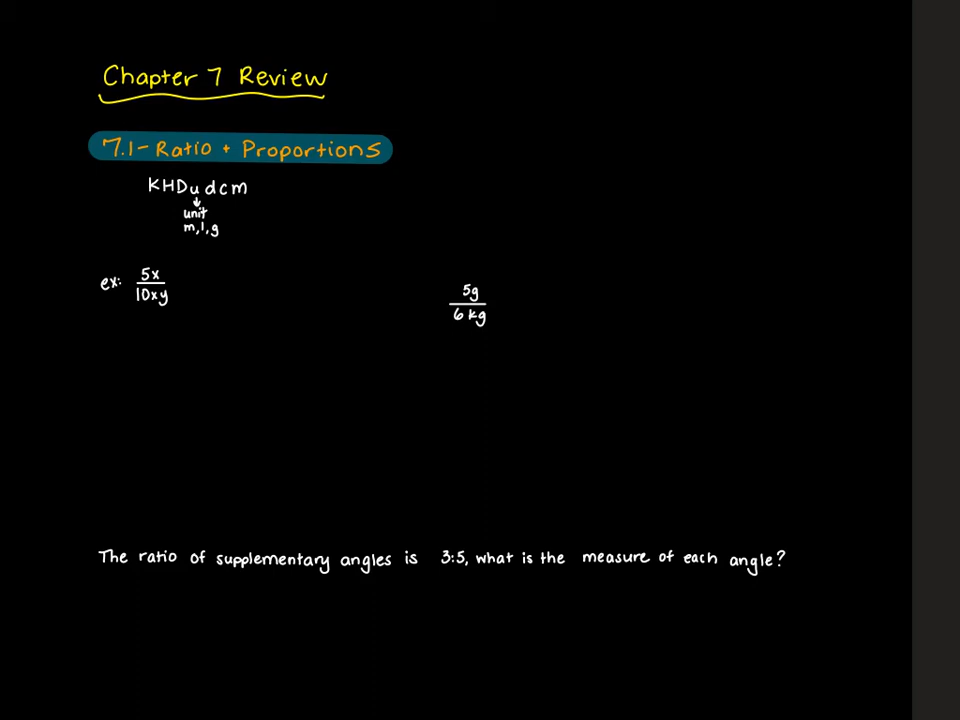 Chapter 7 Review
7.1- Ratio + Proportions
KHDudcm
↓
unit
m, l, g
ex: 5x
10xy
5g
6 kg
The ratio of supplementary angles is 3:5, what is the measure of each angle?